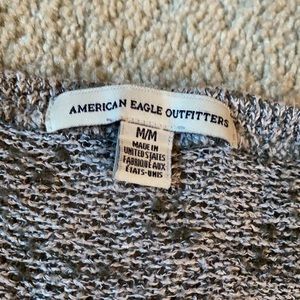 AMERICAN EAGLE OUTFITTERS
M/M
MADE IN
UNITED STATES
FABRIQUÉ AUX
ÉTATS-UNIS